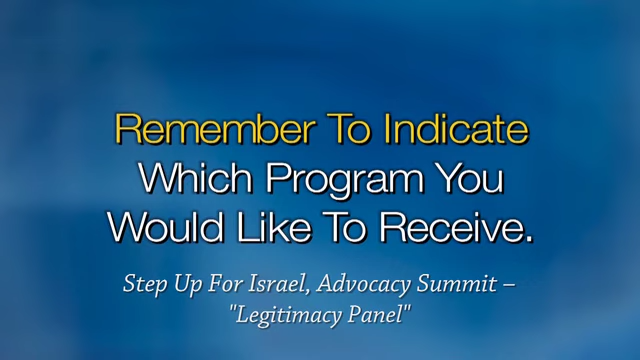 Remember To Indicate
Which Program You
Would Like To Receive.
Step Up For Israel, Advocacy Summit –
"Legitimacy Panel"